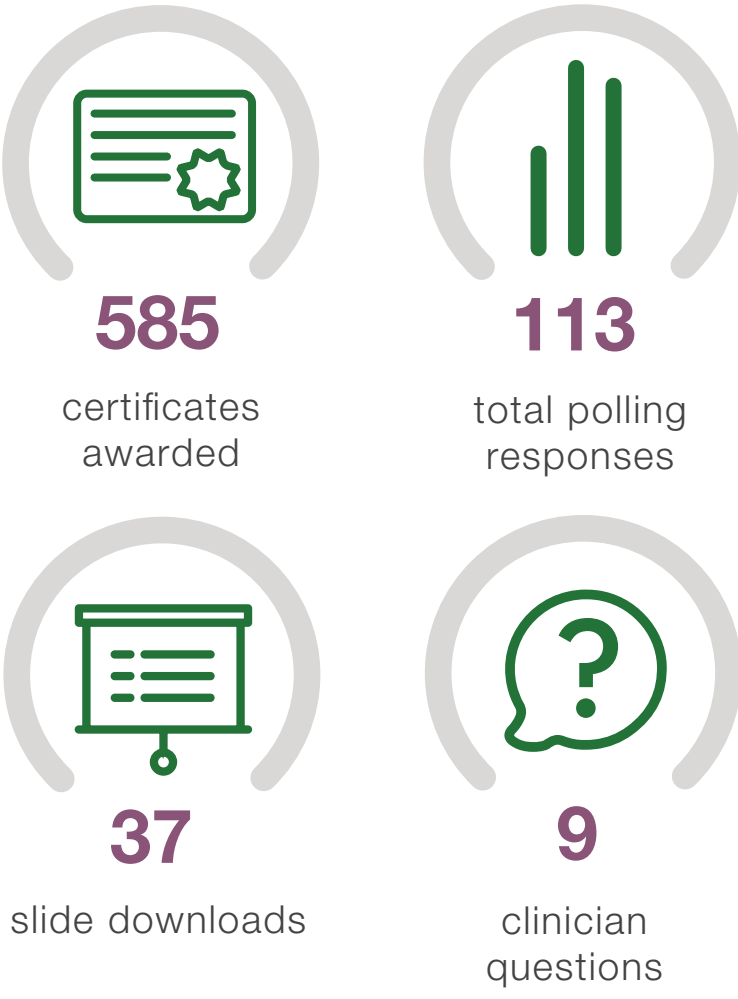 585
certificates
awarded
113
total polling
responses
37
slide downloads
9
clinician
questions